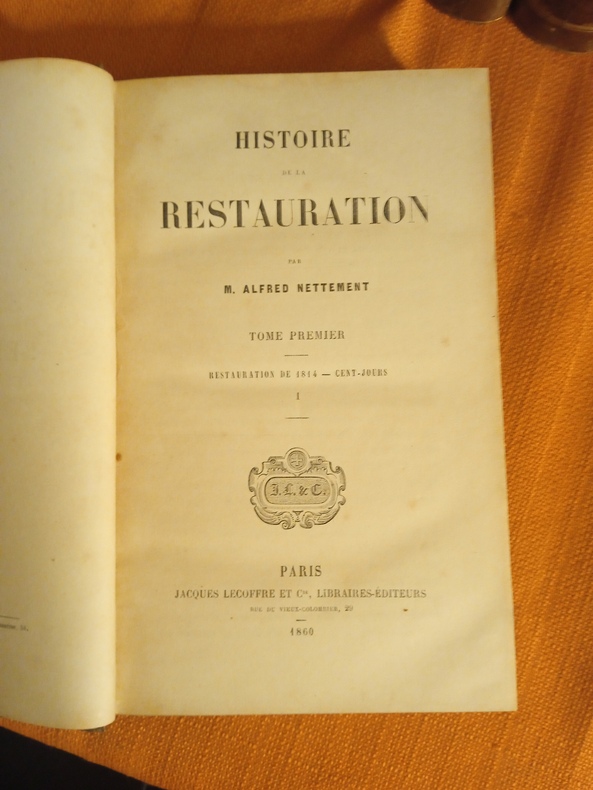 HISTOIRE
DE LA
RESTAURATION
PAR
M. ALFRED NETTEMENT
TOME PREMIER
RESTAURATION DE 1814 — CENT-JOURS
I
J. L. & C.
PARIS
JACQUES LECOFFRE ET Cie, LIBRAIRES-ÉDITEURS
RUE DU VIEUX-COLOMBIER, 29
1860